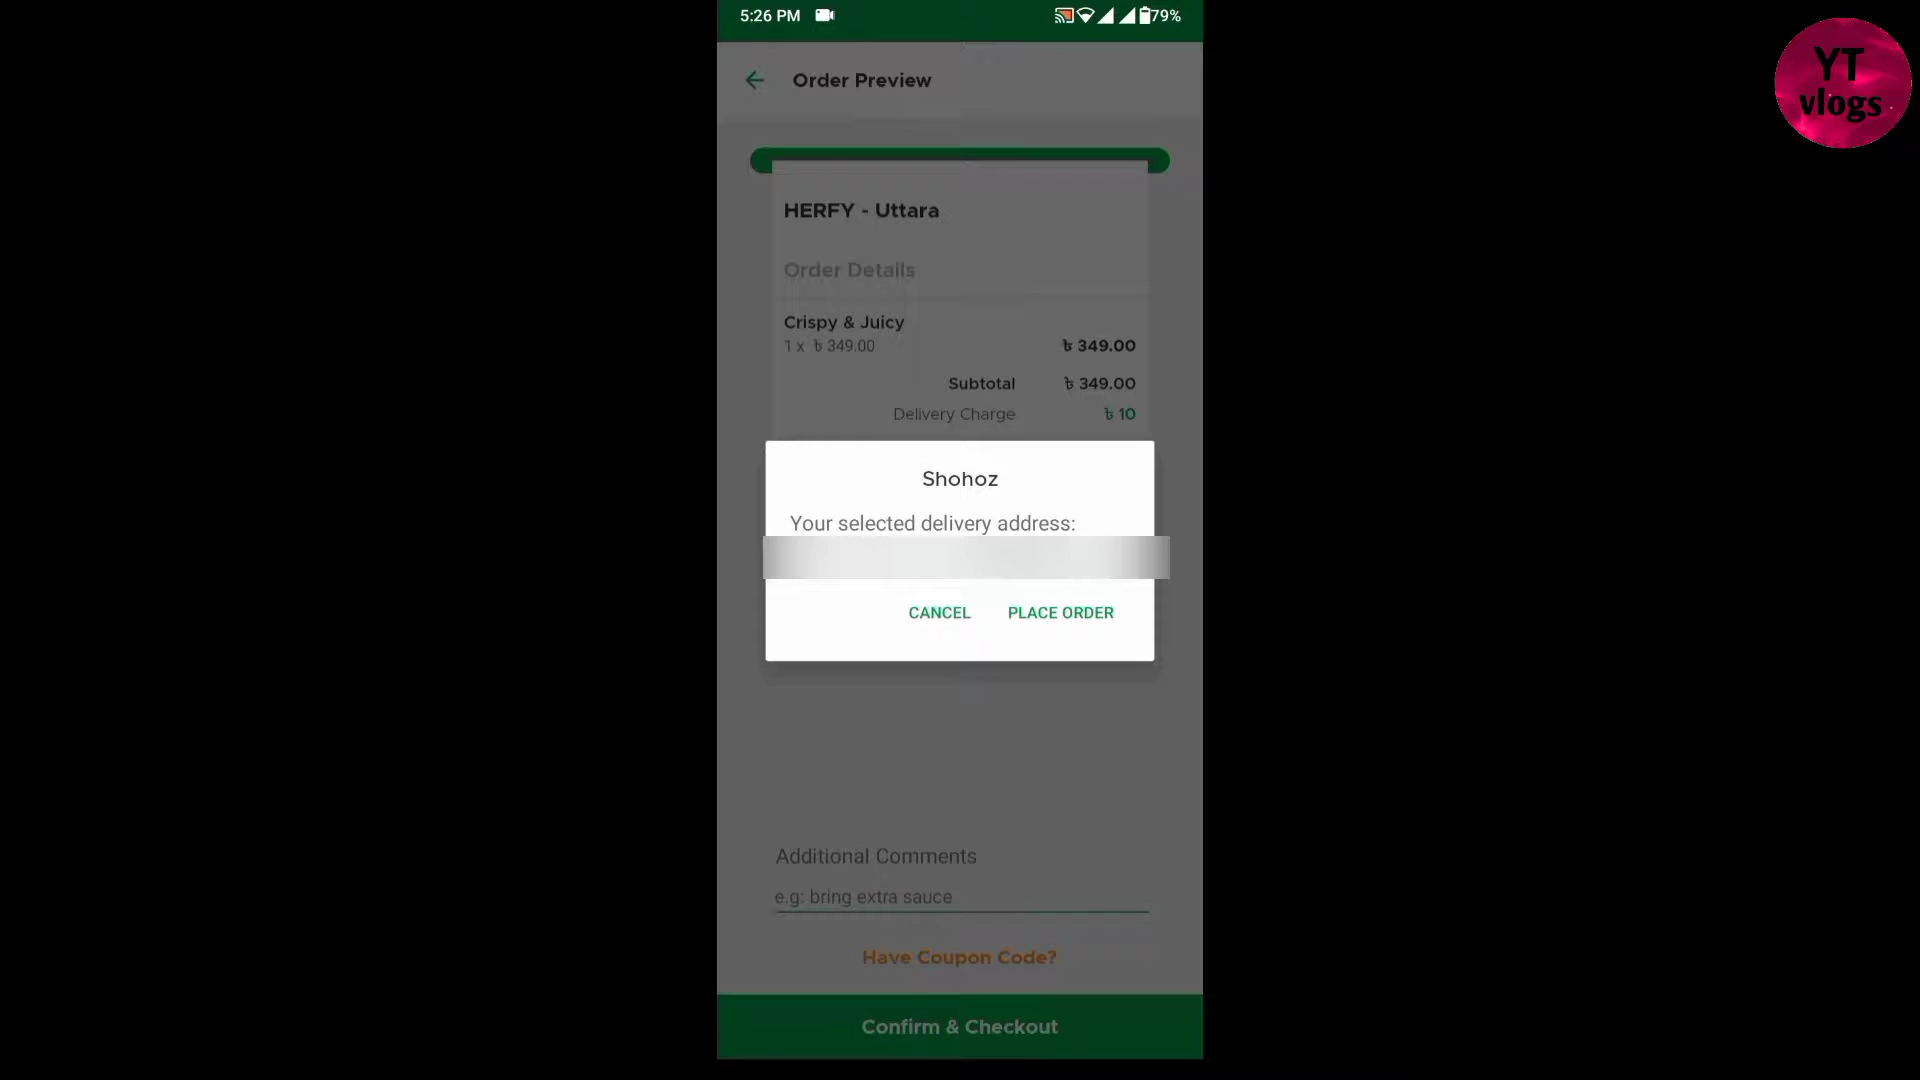 5:26 PM 79%
YT
vlogs
Order Preview
HERFY - Uttara
Order Details
Crispy & Juicy
1 x ৳ 349.00 ৳ 349.00
Subtotal ৳ 349.00
Delivery Charge ৳ 10
Shohoz
Your selected delivery address:
CANCEL PLACE ORDER
Additional Comments
e.g: bring extra sauce
Have Coupon Code?
Confirm & Checkout